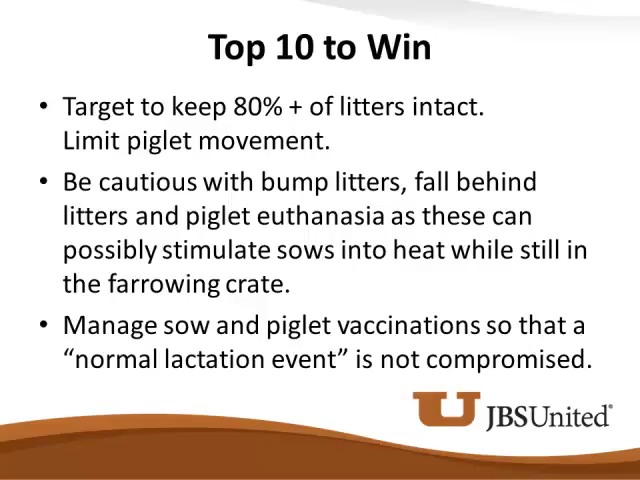 Top 10 to Win
• Target to keep 80% + of litters intact.
Limit piglet movement.
• Be cautious with bump litters, fall behind
litters and piglet euthanasia as these can
possibly stimulate sows into heat while still in
the farrowing crate.
• Manage sow and piglet vaccinations so that a
“normal lactation event” is not compromised.
U JBSUnited®